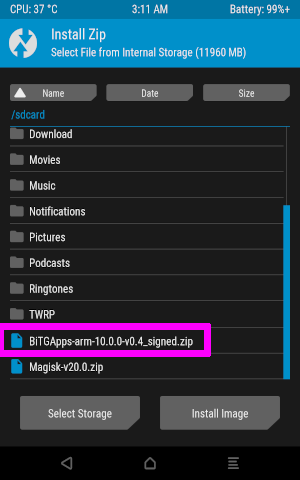 CPU: 37 °C 3:11 AM Battery: 99%+
Install Zip
Select File from Internal Storage (11960 MB)
Name Date Size
/sdcard
Download
Movies
Music
Notifications
Pictures
Podcasts
Ringtones
TWRP
BiTGApps-arm-10.0.0-v0.4_signed.zip
Magisk-v20.0.zip
Select Storage Install Image